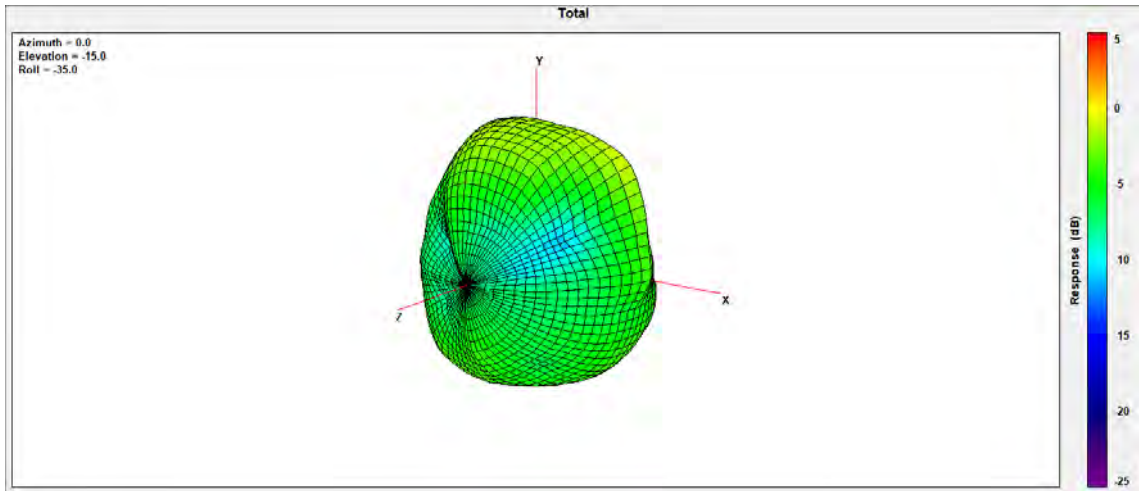 Total
Azimuth = 0.0
Elevation = -15.0
Roll = -35.0
Y
X
Z
5
0
-5
-10
-15
-20
-25
Response (dB)